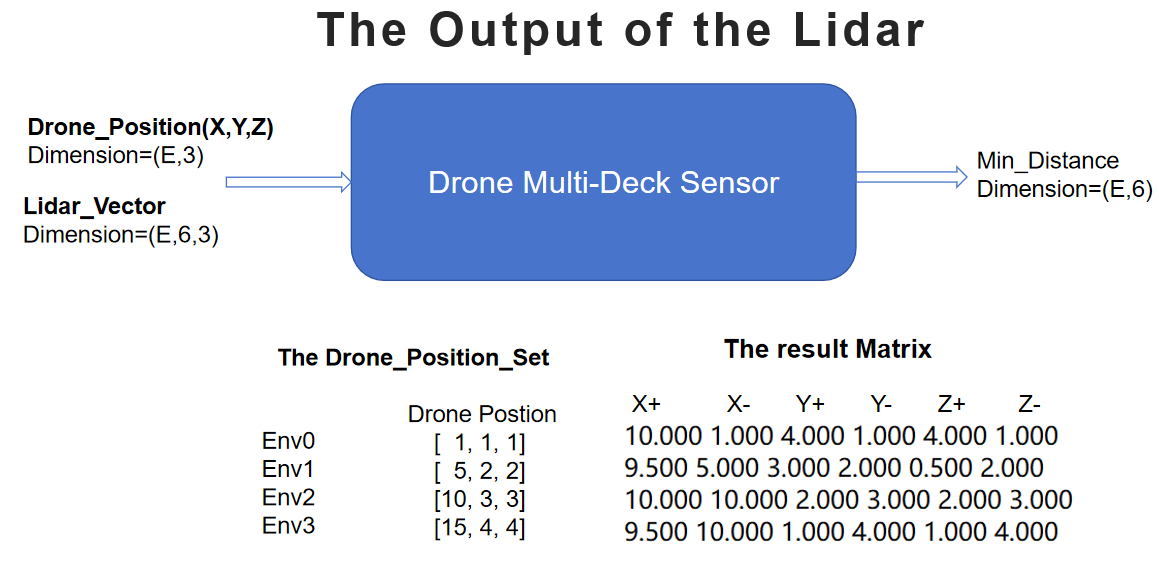 The Output of the Lidar
Drone_Position(X,Y,Z)
Dimension=(E,3)
Lidar_Vector
Dimension=(E,6,3)
Drone Multi-Deck Sensor
Min_Distance
Dimension=(E,6)
The Drone_Position_Set
Drone Postion
Env0 [ 1, 1, 1]
Env1 [ 5, 2, 2]
Env2 [10, 3, 3]
Env3 [15, 4, 4]
The result Matrix
X+ X- Y+ Y- Z+ Z-
10.000 1.000 4.000 1.000 4.000 1.000
9.500 5.000 3.000 2.000 0.500 2.000
10.000 10.000 2.000 3.000 2.000 3.000
9.500 10.000 1.000 4.000 1.000 4.000